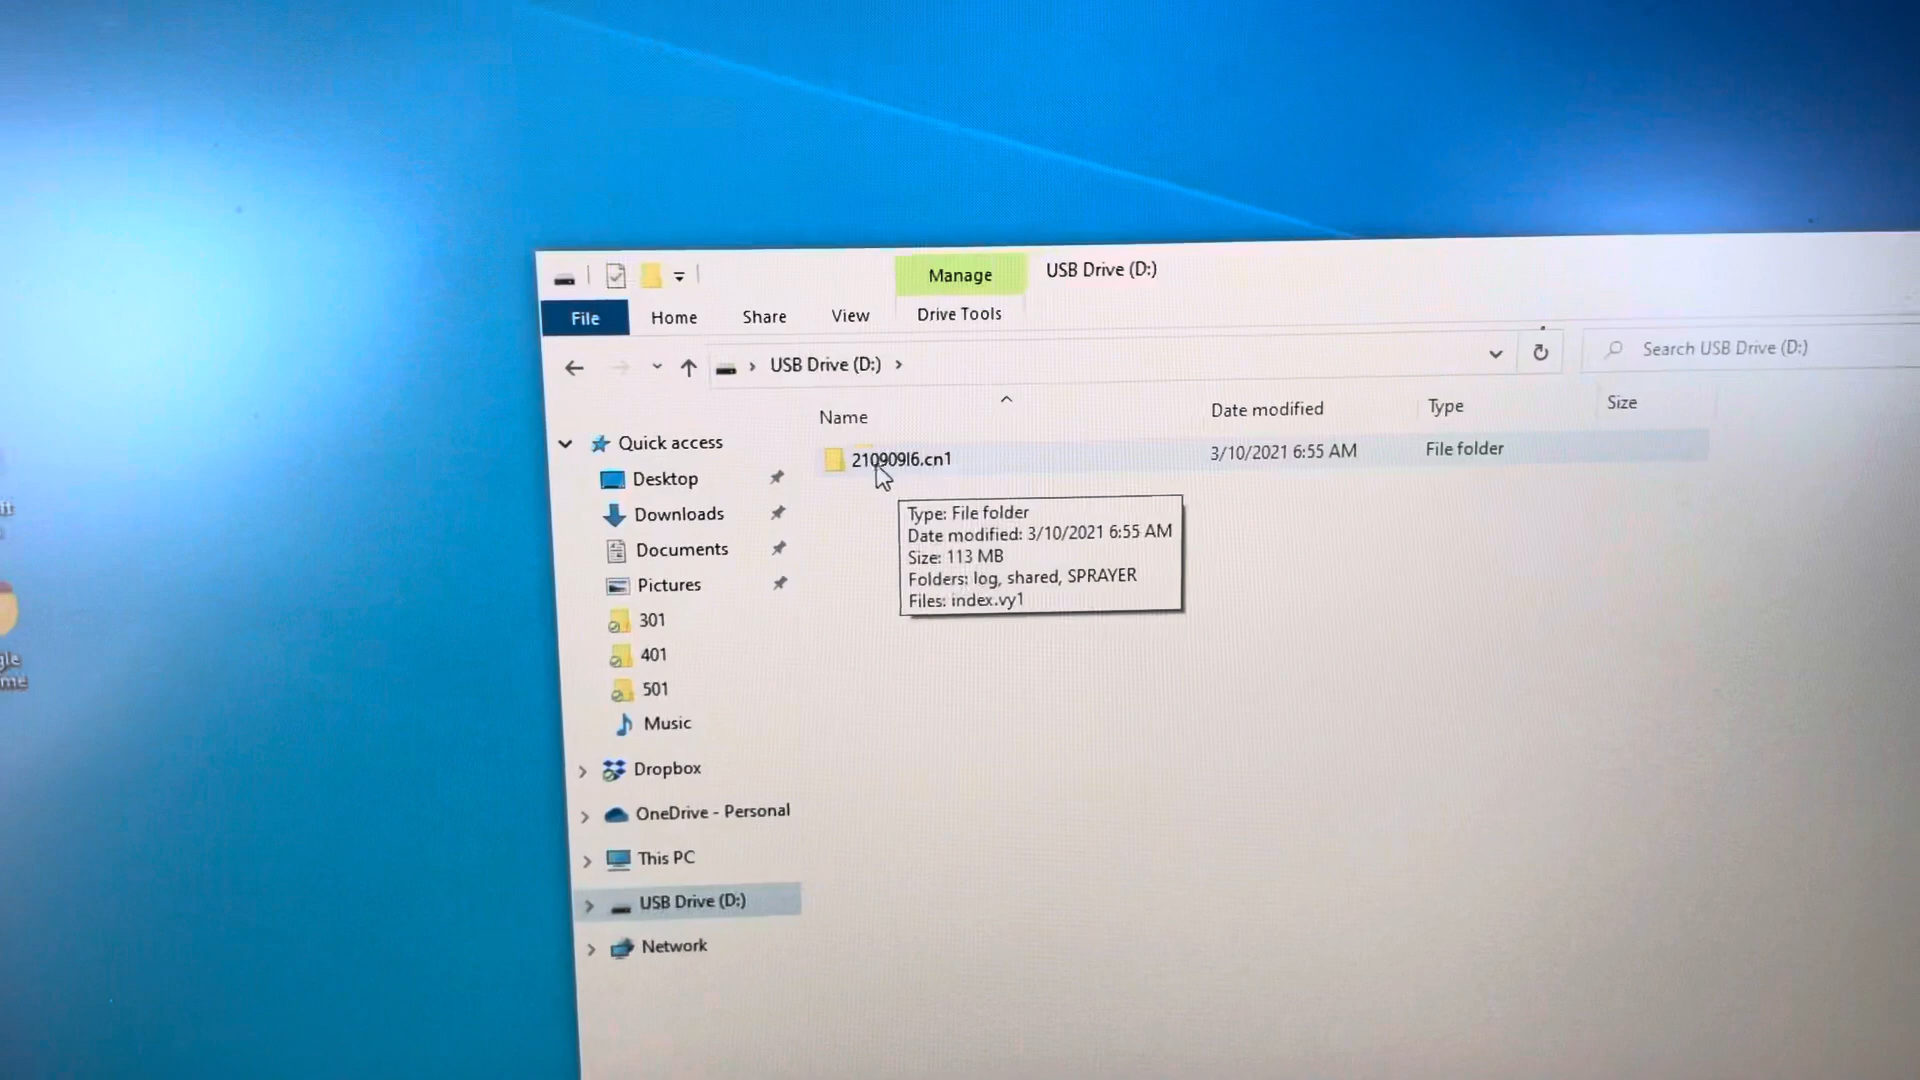 Manage
USB Drive (D:)
File
Home
Share
View
Drive Tools
USB Drive (D:)
Search USB Drive (D:)
Name
Date modified
Type
Size
210909I6.cn1
3/10/2021 6:55 AM
File folder
Type: File folder
Date modified: 3/10/2021 6:55 AM
Size: 113 MB
Folders: log, shared, SPRAYER
Files: index.vy1
Quick access
Desktop
Downloads
Documents
Pictures
301
401
501
Music
Dropbox
OneDrive - Personal
This PC
USB Drive (D:)
Network